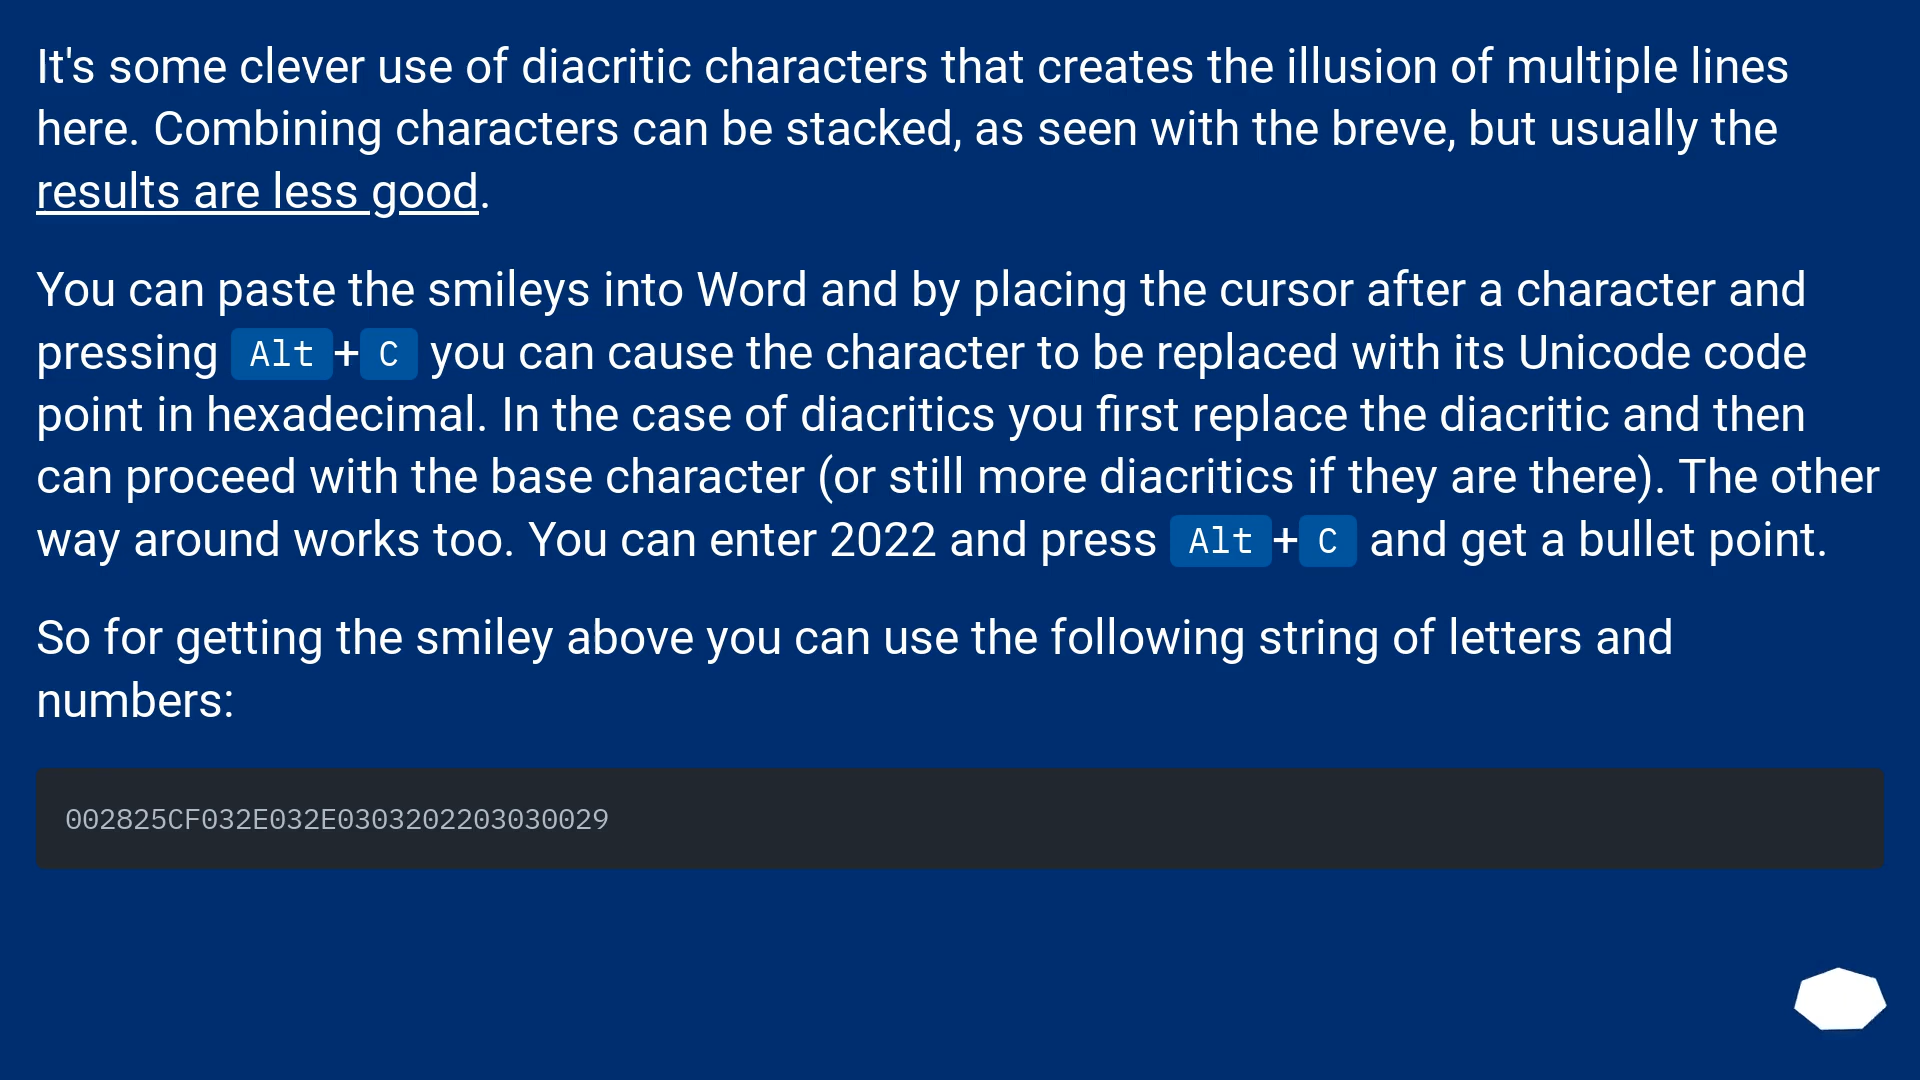 It's some clever use of diacritic characters that creates the illusion of multiple lines
here. Combining characters can be stacked, as seen with the breve, but usually the
results are less good.
You can paste the smileys into Word and by placing the cursor after a character and
pressing Alt+C you can cause the character to be replaced with its Unicode code
point in hexadecimal. In the case of diacritics you first replace the diacritic and then
can proceed with the base character (or still more diacritics if they are there). The other
way around works too. You can enter 2022 and press Alt+C and get a bullet point.
So for getting the smiley above you can use the following string of letters and
numbers:
002825CF032E032E0303202203030029